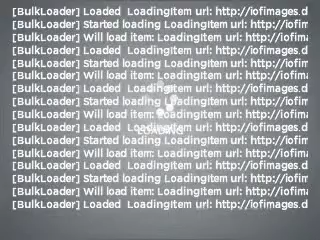 [BulkLoader] Loaded LoadingItem url: http://iofimages.d
[BulkLoader] Started loading LoadingItem url: http://iofim
[BulkLoader] Will load item: LoadingItem url: http://iofima
[BulkLoader] Loaded LoadingItem url: http://iofimages.d
[BulkLoader] Started loading LoadingItem url: http://iofim
[BulkLoader] Will load item: LoadingItem url: http://iofima
[BulkLoader] Loaded LoadingItem url: http://iofimages.d
[BulkLoader] Started loading LoadingItem url: http://iofim
[BulkLoader] Will load item: LoadingItem url: http://iofima
[BulkLoader] Loaded LoadingItem url: http://iofimages.d
LOADING
[BulkLoader] Started loading LoadingItem url: http://iofim
[BulkLoader] Will load item: LoadingItem url: http://iofima
[BulkLoader] Loaded LoadingItem url: http://iofimages.d
[BulkLoader] Started loading LoadingItem url: http://iofim
[BulkLoader] Will load item: LoadingItem url: http://iofima
[BulkLoader] Loaded LoadingItem url: http://iofimages.d